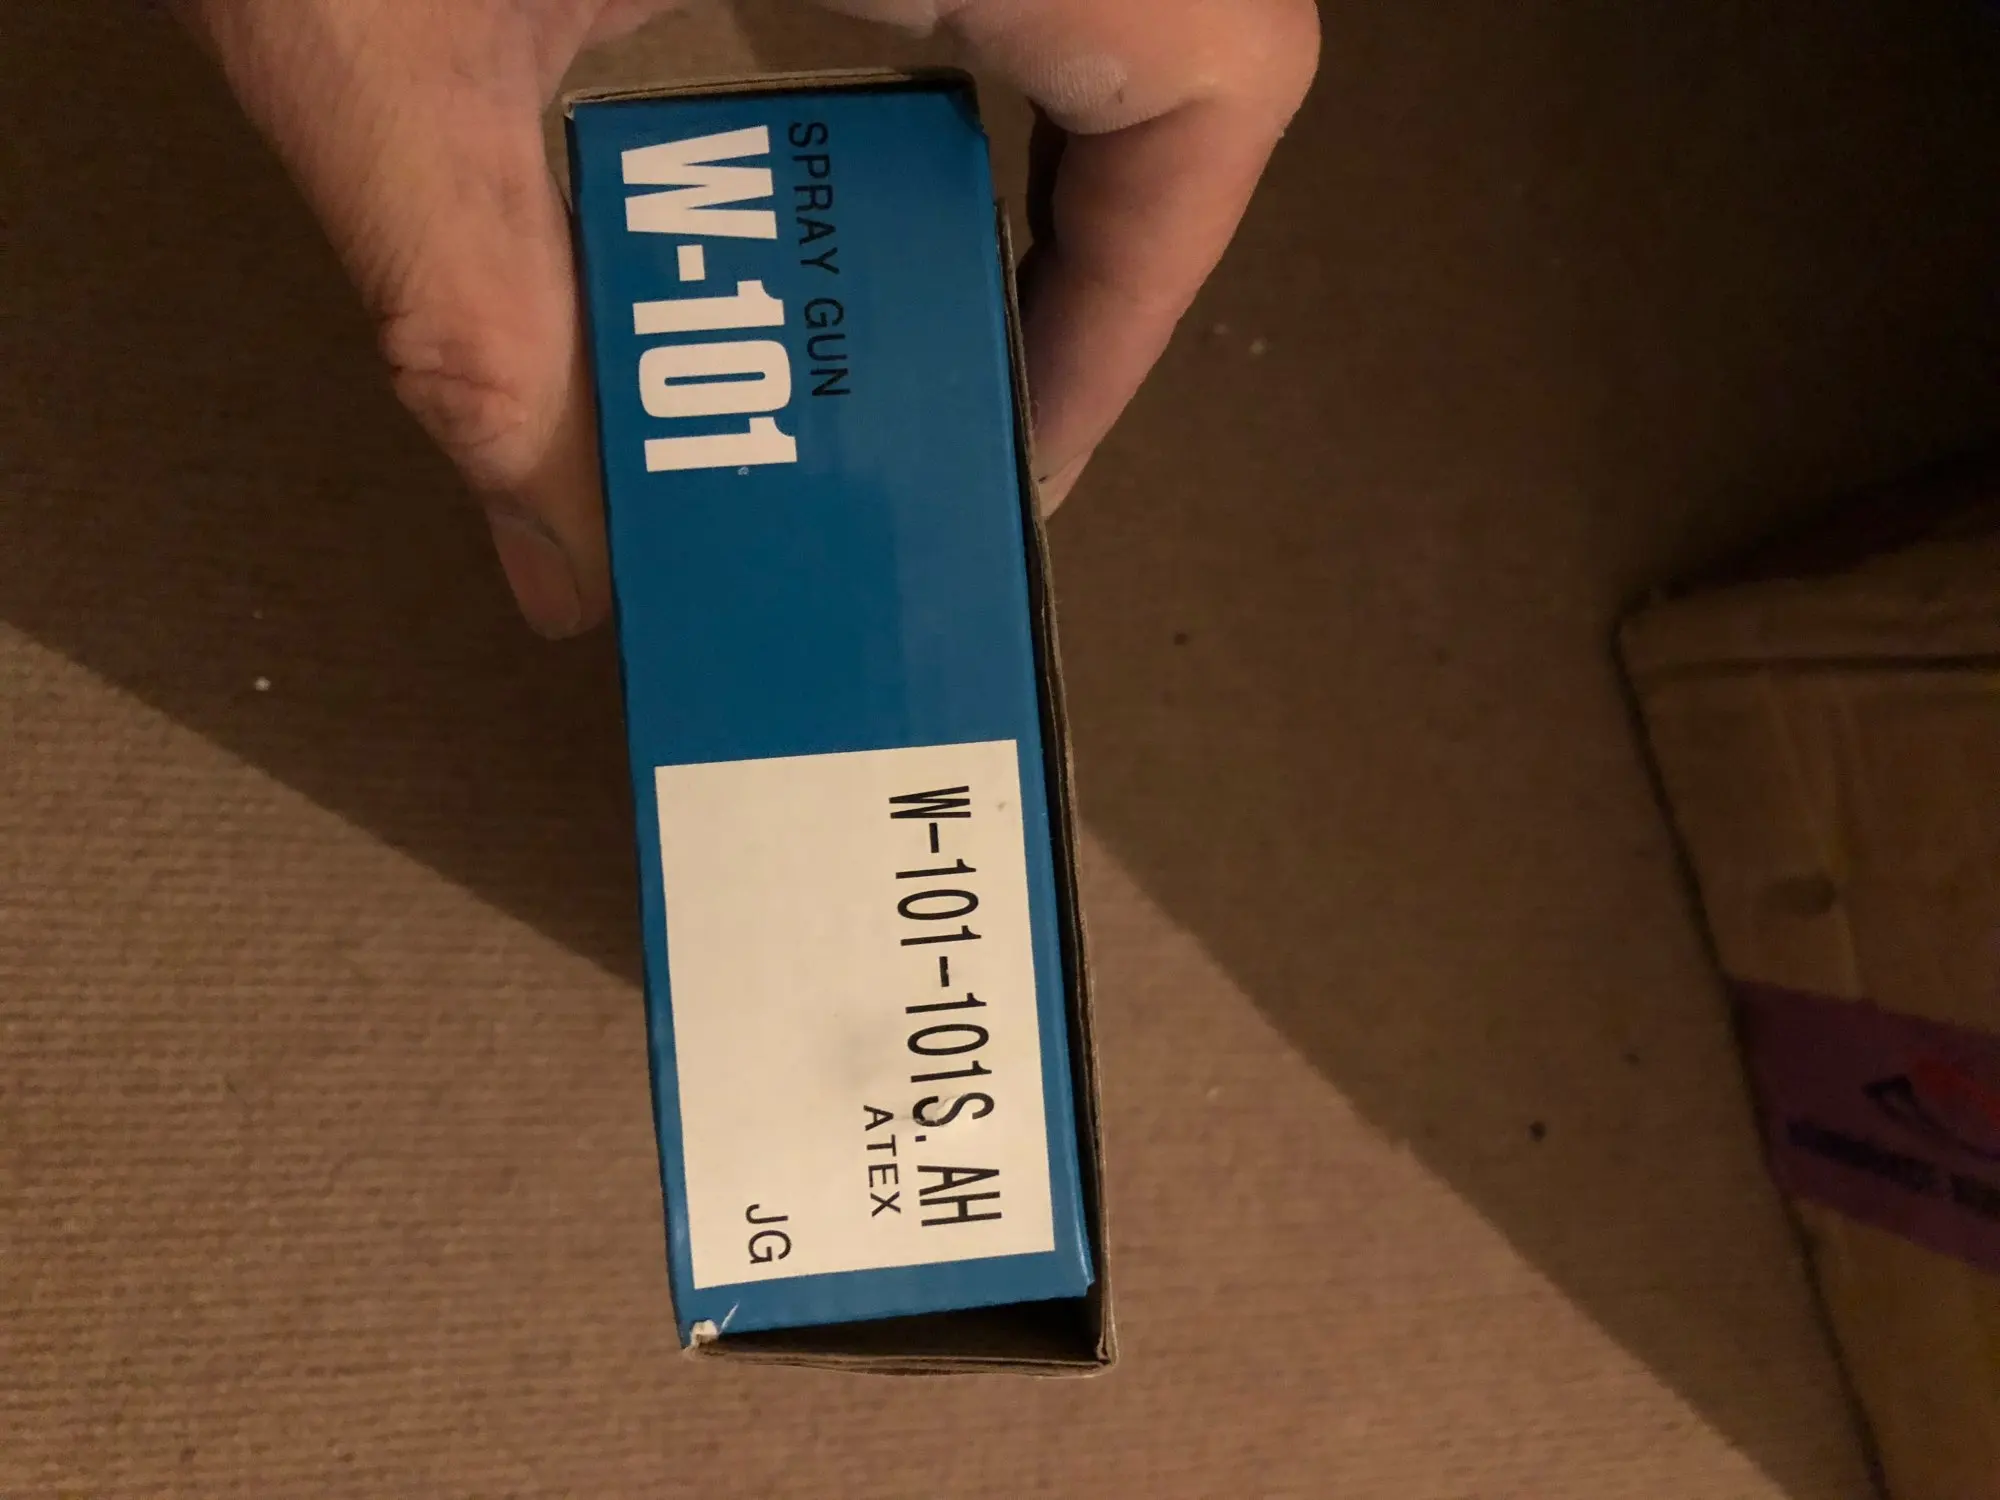 SPRAY GUN
W-101
W-101-101S.AH
ATEX
JG